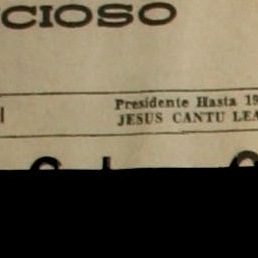 CIOSO
Presidente Hasta 19
JESUS CANTU LEA